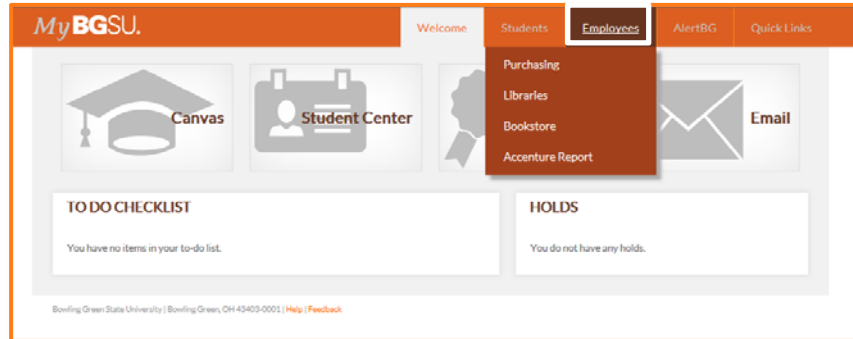 MyBGSU.
Welcome
Students
Employees
AlertBG
Quick Links
Purchasing
Libraries
Bookstore
Accenture Report
Canvas
Student Center
Email
TO DO CHECKLIST
You have no items in your to-do list.
HOLDS
You do not have any holds.
Bowling Green State University | Bowling Green, OH 43403-0001 | Help | Feedback